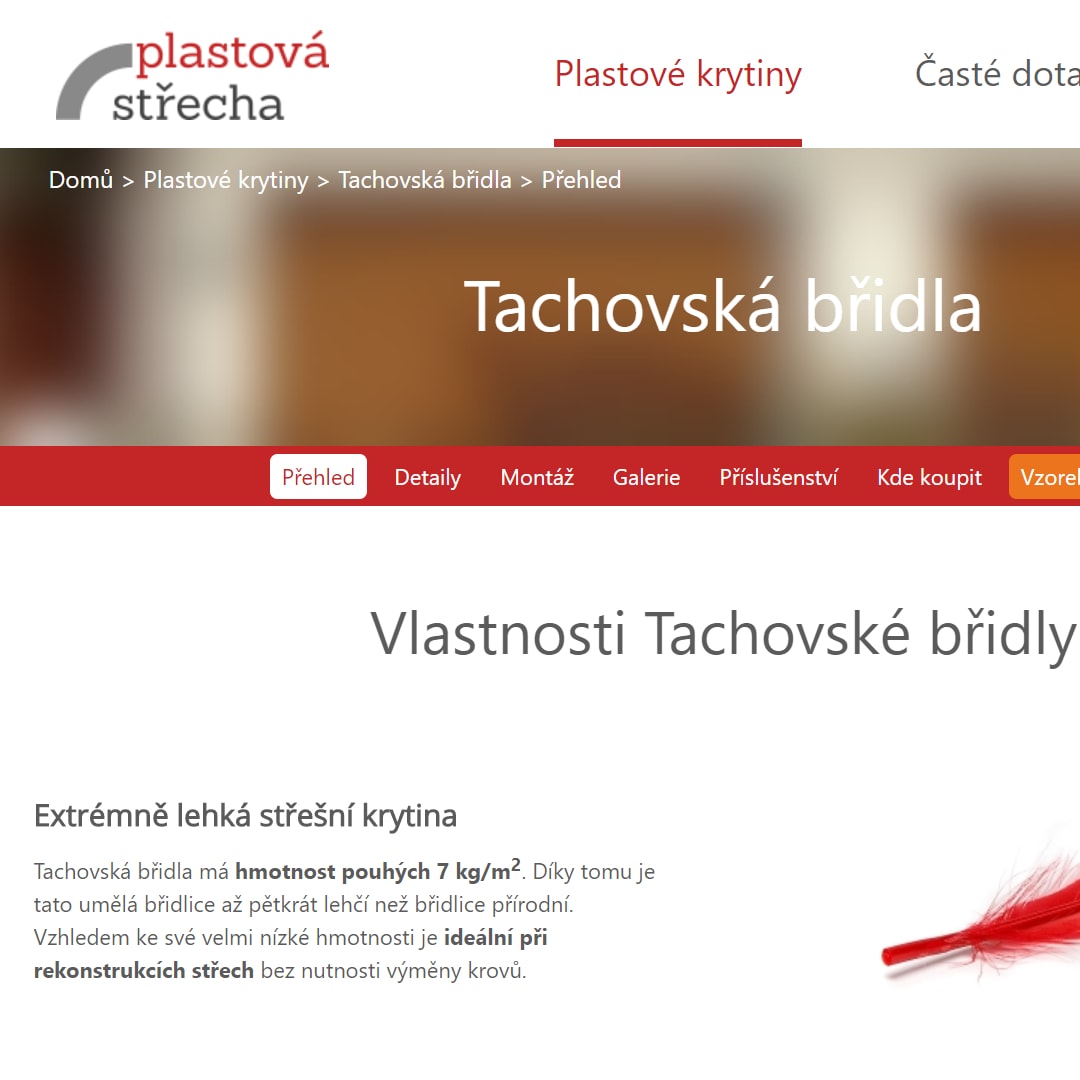 plastová
střecha
Plastové krytiny
Časté dota
Domů > Plastové krytiny > Tachovská břidla > Přehled
Tachovská břidla
Přehled
Detaily
Montáž
Galerie
Příslušenství
Kde koupit
Vzorek
Vlastnosti Tachovské břidly
Extrémně lehká střešní krytina
Tachovská břidla má hmotnost pouhých 7 kg/m². Díky tomu je
tato umělá břidlice až pětkrát lehčí než břidlice přírodní.
Vzhledem ke své velmi nízké hmotnosti je ideální při
rekonstrukcích střech bez nutnosti výměny krovů.